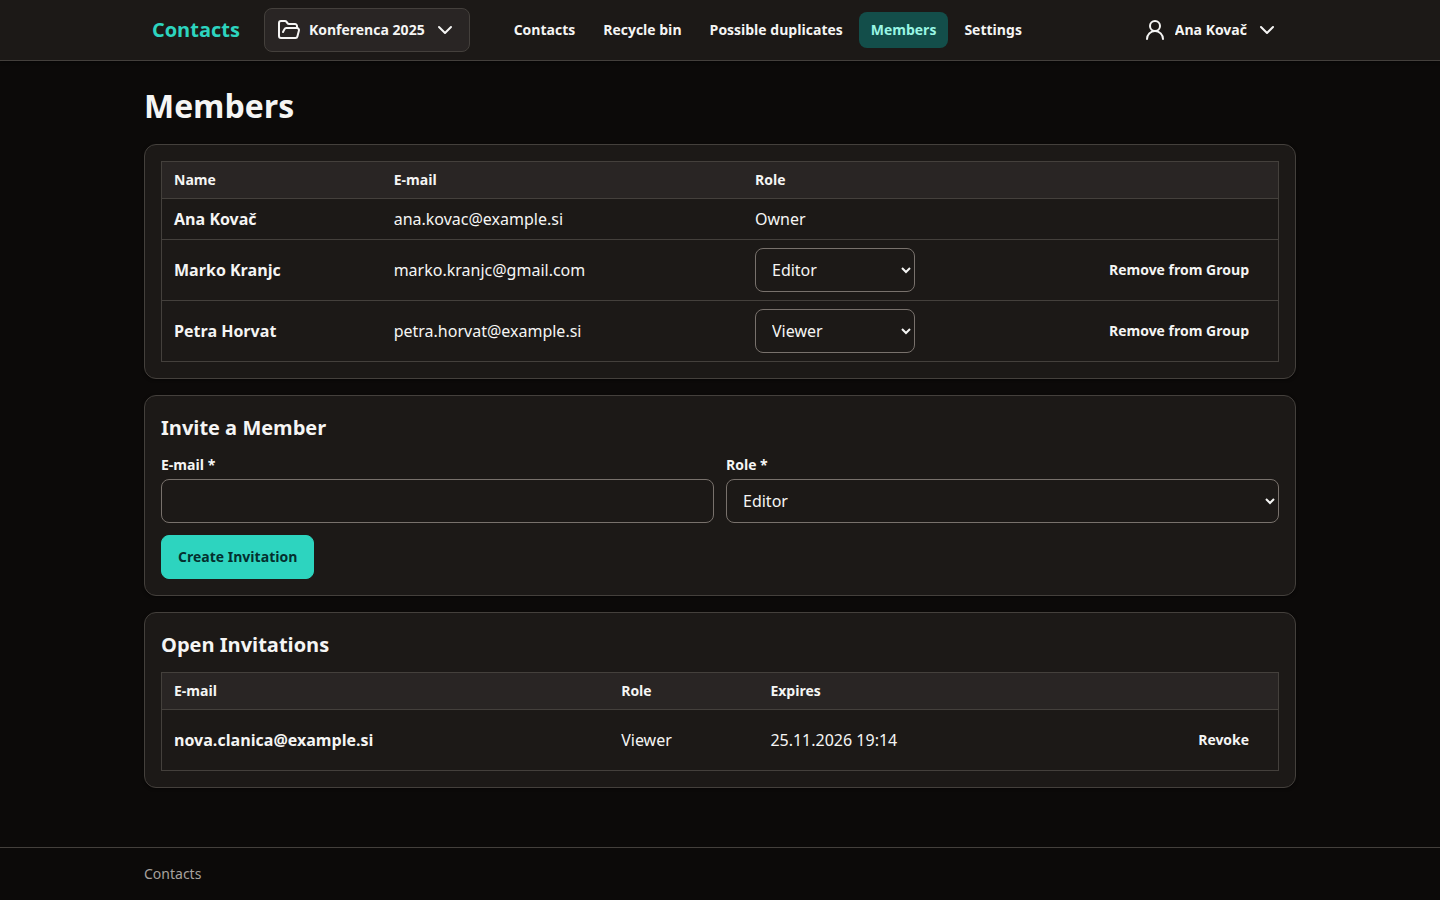 Contacts Konferenca 2025 Contacts Recycle bin Possible duplicates Members Settings Ana Kovač
Members
Name E-mail Role
Ana Kovač ana.kovac@example.si Owner
Marko Kranjc marko.kranjc@gmail.com Editor Remove from Group
Petra Horvat petra.horvat@example.si Viewer Remove from Group
Invite a Member
E-mail * Role *
Editor
Create Invitation
Open Invitations
E-mail Role Expires
nova.clanica@example.si Viewer 25.11.2026 19:14 Revoke
Contacts